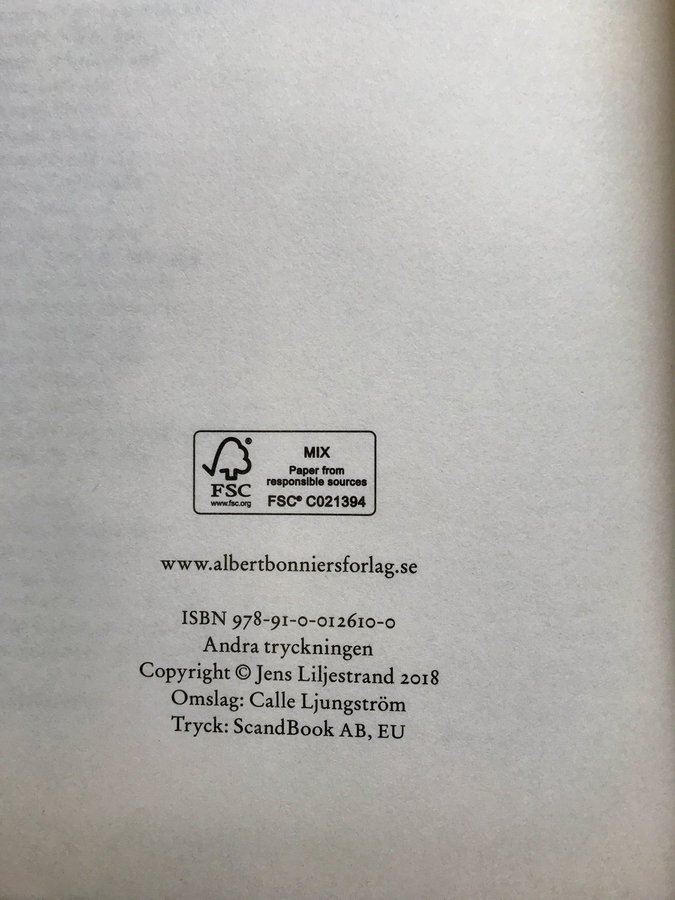 MIX
Paper from
responsible sources
FSC® C021394
FSC
www.fsc.org
www.albertbonniersforlag.se
ISBN 978-91-0-012610-0
Andra tryckningen
Copyright © Jens Liljestrand 2018
Omslag: Calle Ljungström
Tryck: ScandBook AB, EU